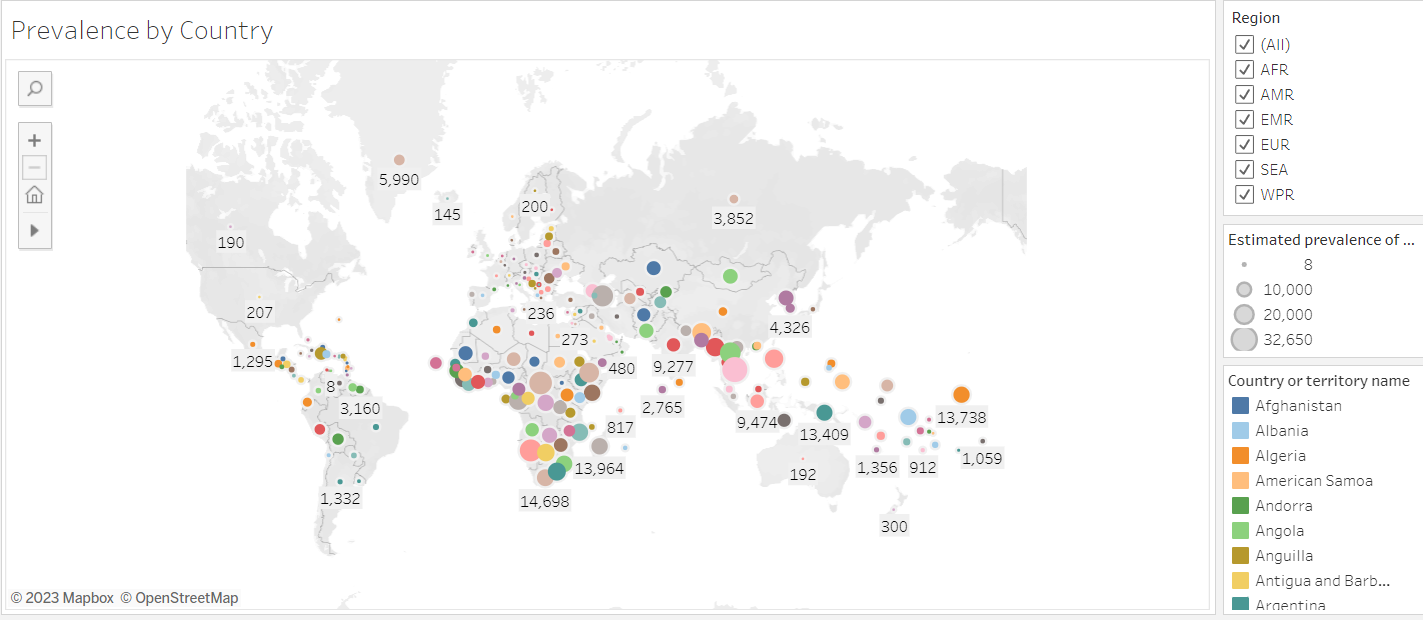 Prevalence by Country
5,990
145
200
3,852
190
207
236
273
4,326
1,295
480
9,277
8
3,160
2,765
817
9,474
13,409
13,738
13,964
192
1,356
912
1,059
1,332
14,698
300
© 2023 Mapbox © OpenStreetMap
Region
(All)
AFR
AMR
EMR
EUR
SEA
WPR
Estimated prevalence of ...
8
10,000
20,000
32,650
Country or territory name
Afghanistan
Albania
Algeria
American Samoa
Andorra
Angola
Anguilla
Antigua and Barb...
Argentina